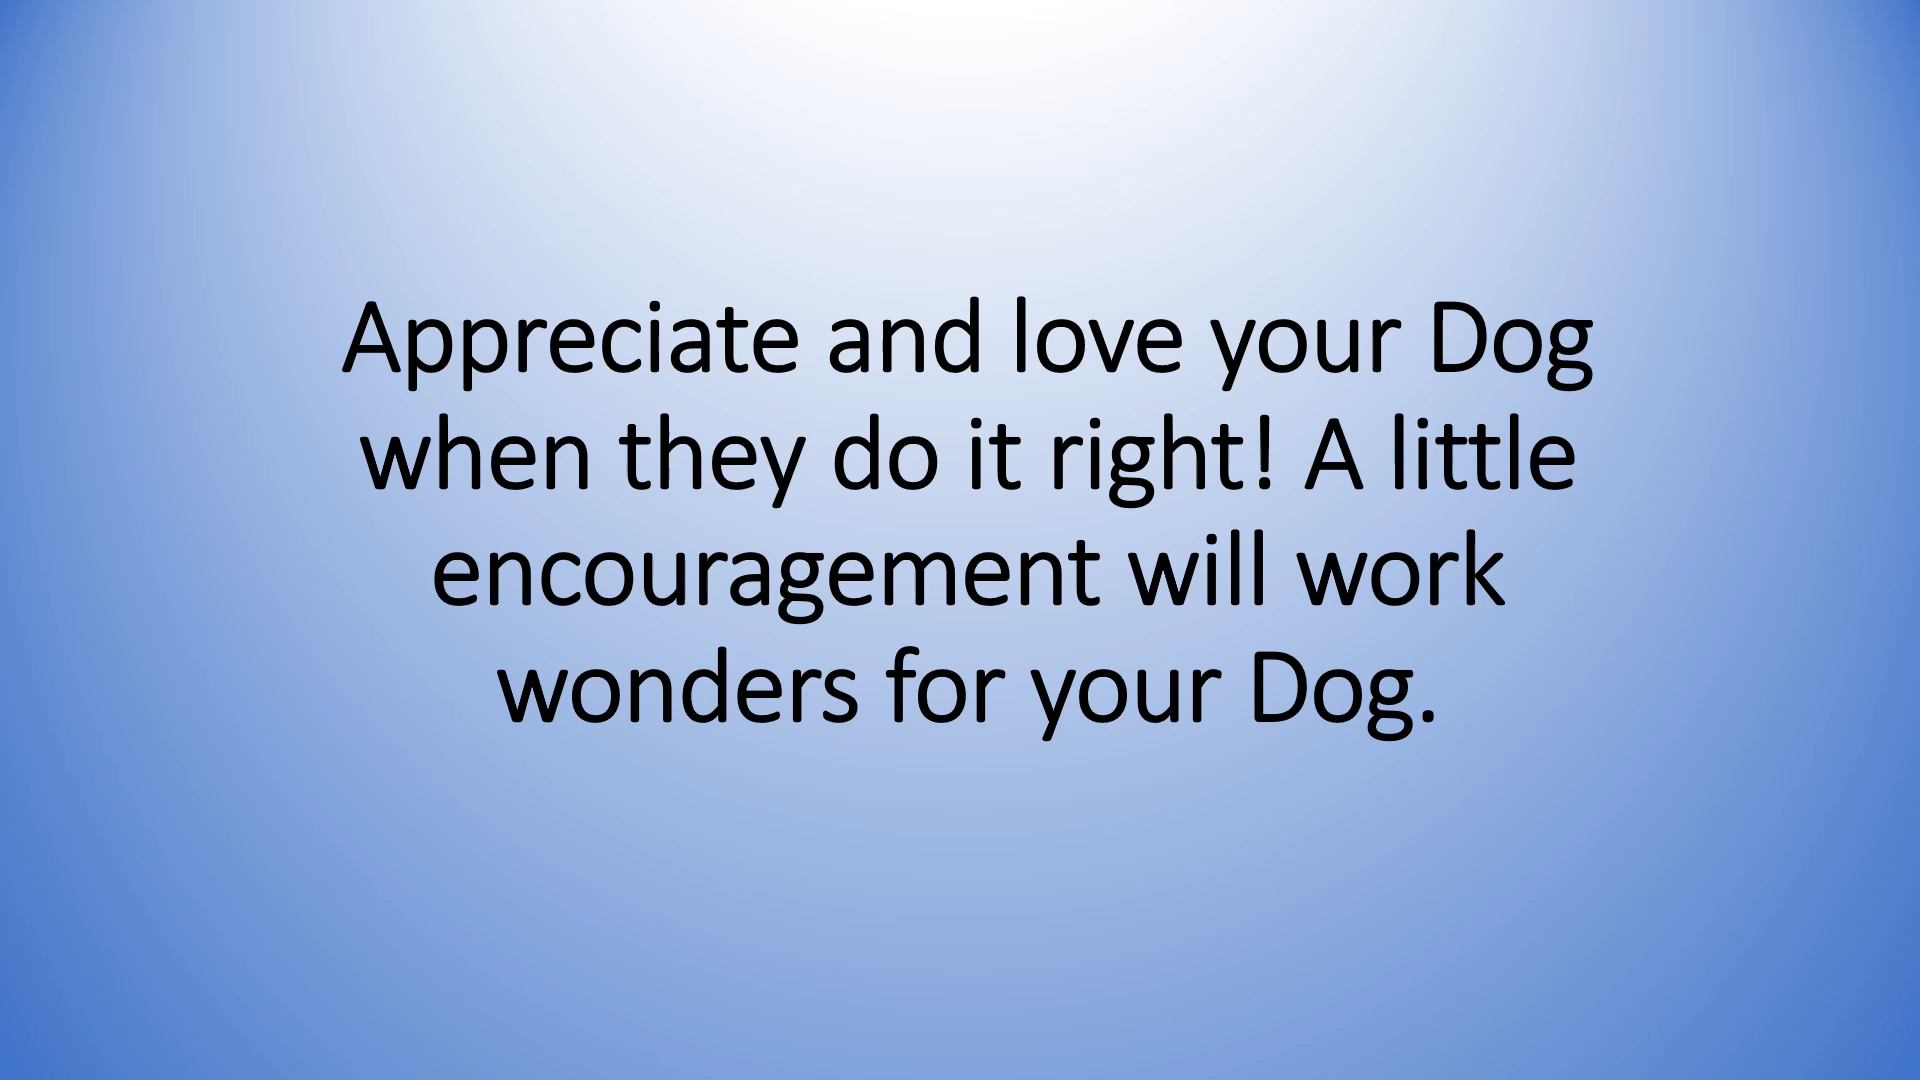 Appreciate and love your Dog
when they do it right! A little
encouragement will work
wonders for your Dog.